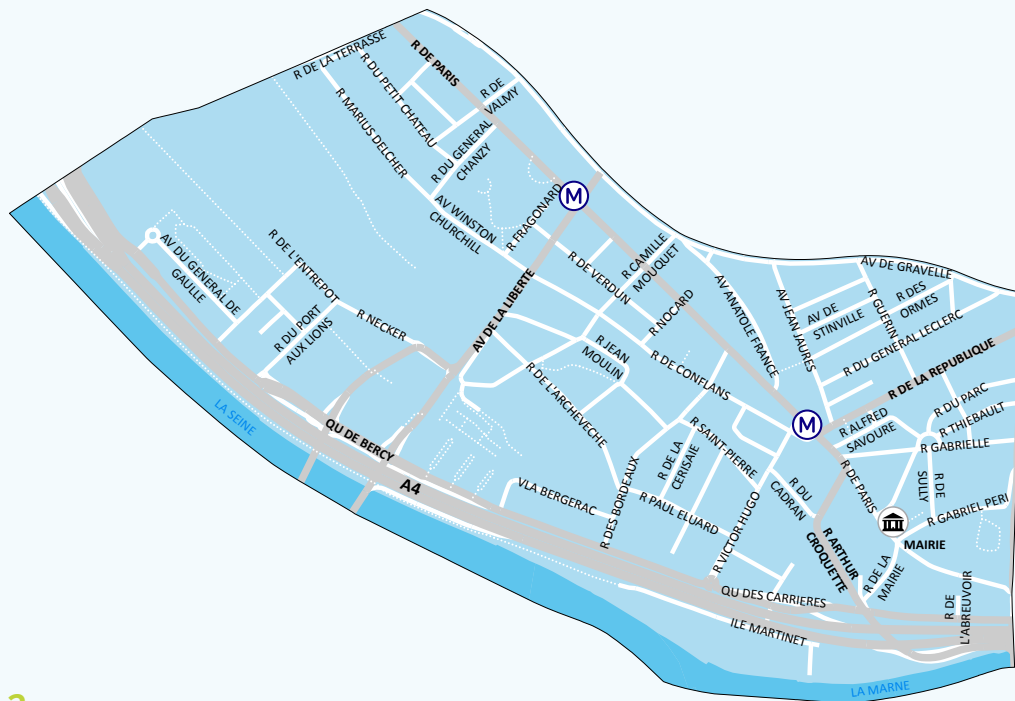 R DE LA TERRASSE
R DE PARIS
R DU PETIT CHATEAU
R DE
VALMY
R MARIUS DELCHER
R DU GENERAL
CHANZY
M
AV WINSTON
CHURCHILL
R FRAGONARD
R DE VERDUN
R CAMILLE
MOUQUET
AV DU GENERAL DE
GAULLE
R DE L'ENTREPOT
R DU PORT
AUX LIONS
R NECKER
AV DE LA LIBERTE
R NOCARD
AV ANATOLE FRANCE
AV JEAN JAURES
AV DE GRAVELLE
R GUERIN
R DES
ORMES
AV DE
STINVILLE
R DU GENERAL LECLERC
R DE LA REPUBLIQUE
R JEAN
MOULIN
R DE CONFLANS
R DE L'ARCHEVECHE
LA SEINE
QU DE BERCY
A4
M
R ALFRED
SAVOURE
R DU PARC
R THIEBAULT
R GABRIELLE
R SAINT-PIERRE
R DE LA
CERISAIE
R DES BORDEAUX
VLA BERGERAC
R PAUL ELUARD
R VICTOR HUGO
R DU
CADRAN
R DE PARIS
R DE
SULLY
R GABRIEL PERI
MAIRIE
R ARTHUR
CROQUETTE
R DE LA
MAIRIE
QU DES CARRIERES
ILE MARTINET
R DE
L'ABREUVOIR
LA MARNE